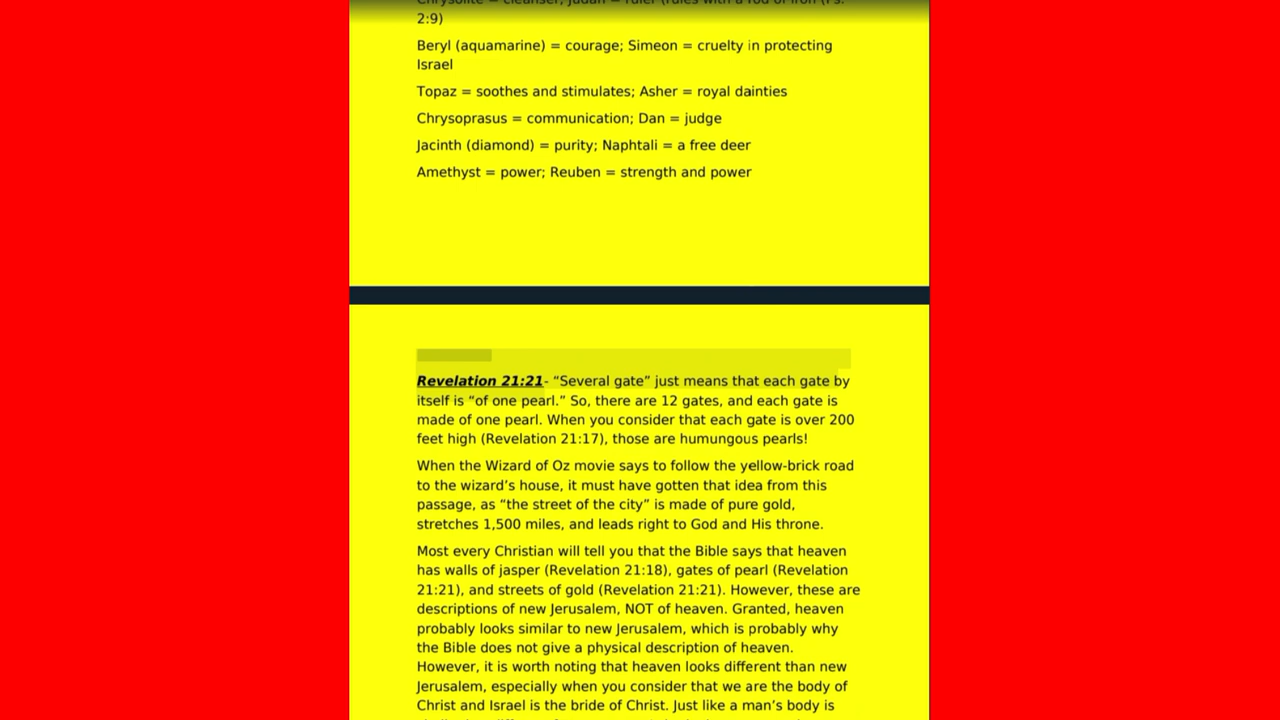 Chrysolite = cleanser; Judah = ruler (rules with a rod of iron (Ps.
2:9)
Beryl (aquamarine) = courage; Simeon = cruelty in protecting
Israel
Topaz = soothes and stimulates; Asher = royal dainties
Chrysoprasus = communication; Dan = judge
Jacinth (diamond) = purity; Naphtali = a free deer
Amethyst = power; Reuben = strength and power
Revelation 21:21- “Several gate” just means that each gate by
itself is “of one pearl.” So, there are 12 gates, and each gate is
made of one pearl. When you consider that each gate is over 200
feet high (Revelation 21:17), those are humungous pearls!
When the Wizard of Oz movie says to follow the yellow-brick road
to the wizard’s house, it must have gotten that idea from this
passage, as “the street of the city” is made of pure gold,
stretches 1,500 miles, and leads right to God and His throne.
Most every Christian will tell you that the Bible says that heaven
has walls of jasper (Revelation 21:18), gates of pearl (Revelation
21:21), and streets of gold (Revelation 21:21). However, these are
descriptions of new Jerusalem, NOT of heaven. Granted, heaven
probably looks similar to new Jerusalem, which is probably why
the Bible does not give a physical description of heaven.
However, it is worth noting that heaven looks different than new
Jerusalem, especially when you consider that we are the body of
Christ and Israel is the bride of Christ. Just like a man’s body is